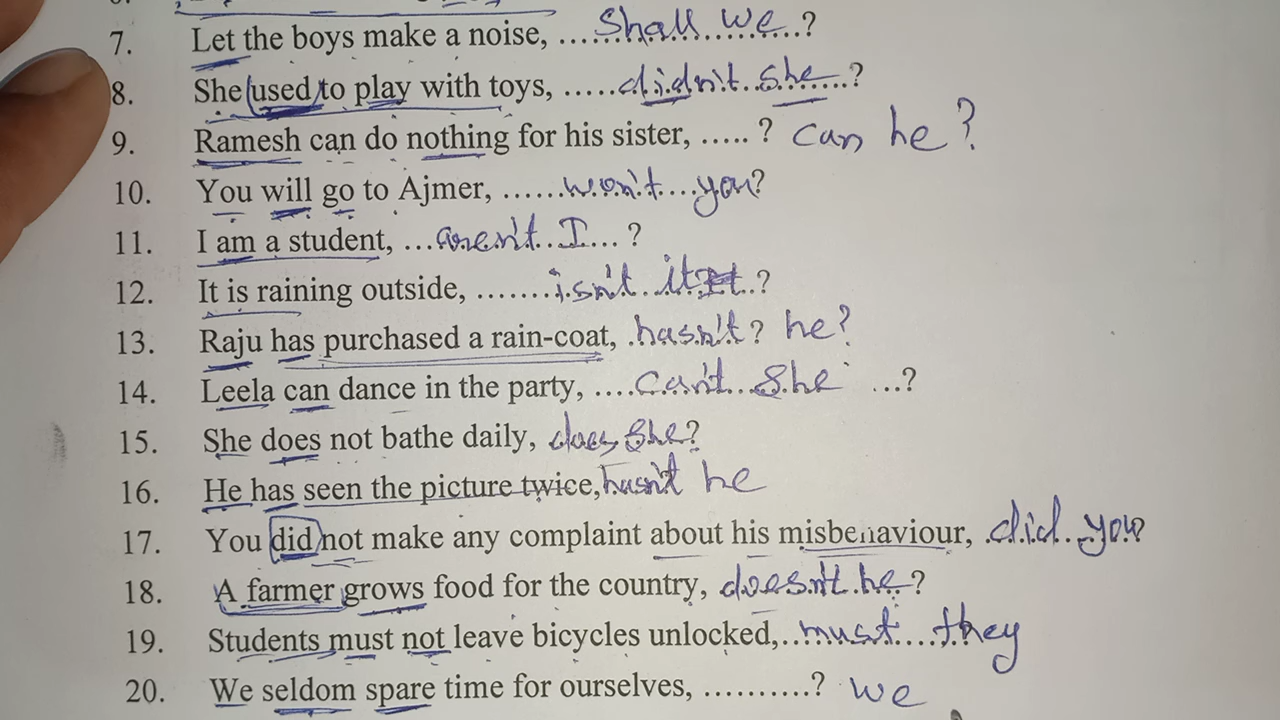 7. Let the boys make a noise, ...shall we...?
8. She used to play with toys, .....didn't she...?
9. Ramesh can do nothing for his sister, ..... ? can he?
10. You will go to Ajmer, ......won't....you?
11. I am a student, ...aren't I... ?
12. It is raining outside, .......isn't it.?
13. Raju has purchased a rain-coat, .hasn't? he?
14. Leela can dance in the party, ....can't..She ...?
15. She does not bathe daily, does she?
16. He has seen the picture twice, hasn't he
17. You did not make any complaint about his misbehaviour, did you?
18. A farmer grows food for the country, doesn't he ?
19. Students must not leave bicycles unlocked,..must....they
20. We seldom spare time for ourselves, ..........? we